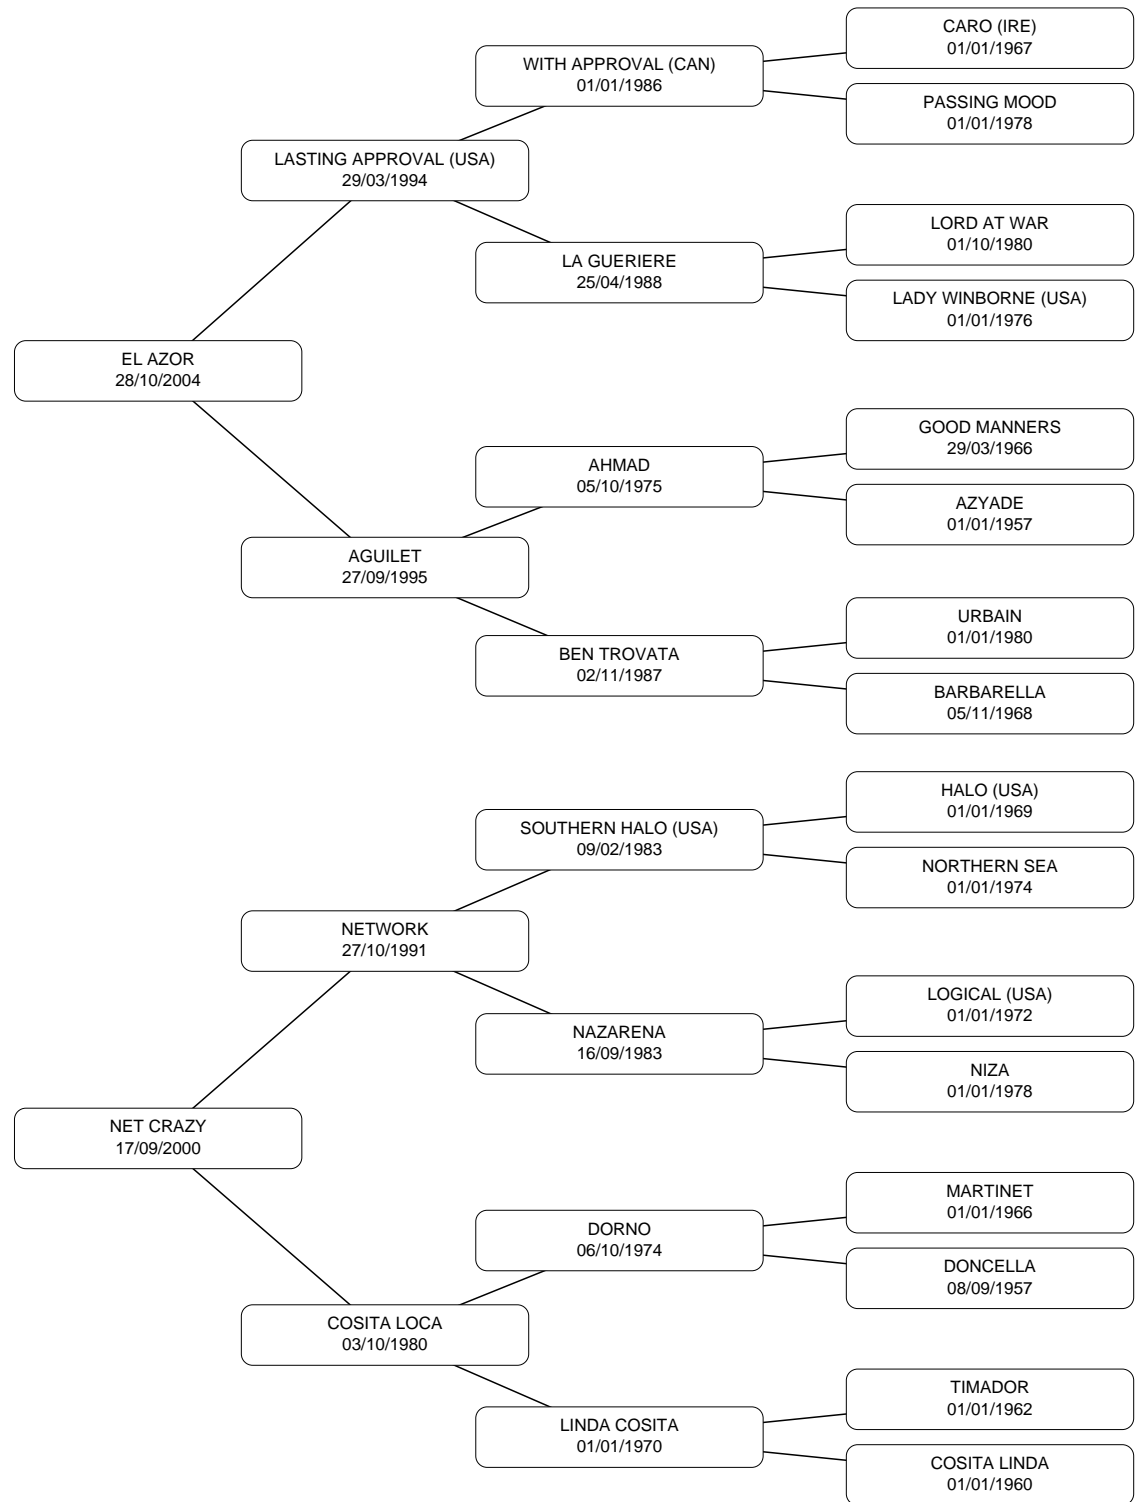 CARO (IRE)
01/01/1967
WITH APPROVAL (CAN)
01/01/1986
PASSING MOOD
01/01/1978
LASTING APPROVAL (USA)
29/03/1994
LORD AT WAR
01/10/1980
LA GUERIERE
25/04/1988
LADY WINBORNE (USA)
01/01/1976
EL AZOR
28/10/2004
GOOD MANNERS
29/03/1966
AHMAD
05/10/1975
AZYADE
01/01/1957
AGUILET
27/09/1995
URBAIN
01/01/1980
BEN TROVATA
02/11/1987
BARBARELLA
05/11/1968
HALO (USA)
01/01/1969
SOUTHERN HALO (USA)
09/02/1983
NORTHERN SEA
01/01/1974
NETWORK
27/10/1991
LOGICAL (USA)
01/01/1972
NAZARENA
16/09/1983
NIZA
01/01/1978
NET CRAZY
17/09/2000
MARTINET
01/01/1966
DORNO
06/10/1974
DONCELLA
08/09/1957
COSITA LOCA
03/10/1980
TIMADOR
01/01/1962
LINDA COSITA
01/01/1970
COSITA LINDA
01/01/1960